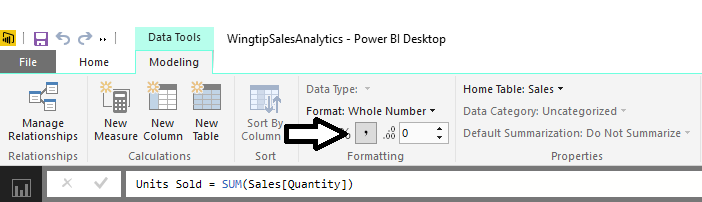 Data Tools
WingtipSalesAnalytics - Power BI Desktop
File
Home
Modeling
Manage
Relationships
Relationships
New
Measure
New
Column
New
Table
Calculations
Sort By
Column
Sort
Data Type:
Format: Whole Number
% , .00 0
Formatting
Home Table: Sales
Data Category: Uncategorized
Default Summarization: Do Not Summarize
Properties
Units Sold = SUM(Sales[Quantity])